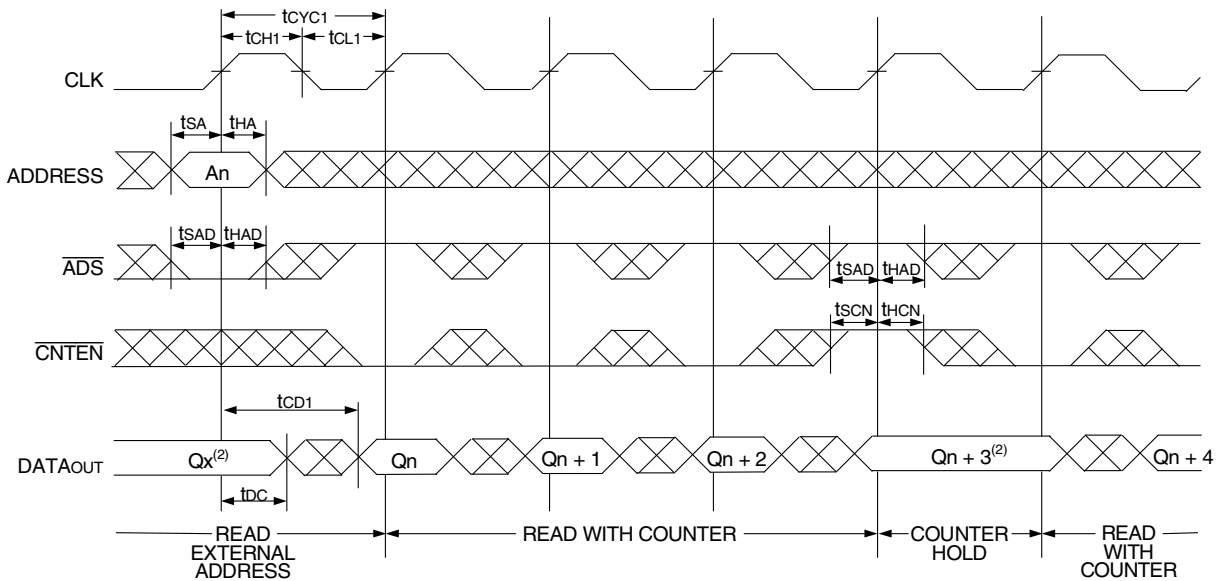 tCYC1
tCH1 tCL1
CLK
tSA tHA
ADDRESS An
tSAD tHAD
ADS
tSAD tHAD
tSCN tHCN
CNTEN
tCD1
DATAOUT Qx(2) Qn Qn + 1 Qn + 2 Qn + 3(2) Qn + 4
tDC
READ EXTERNAL ADDRESS
READ WITH COUNTER
COUNTER HOLD
READ WITH COUNTER